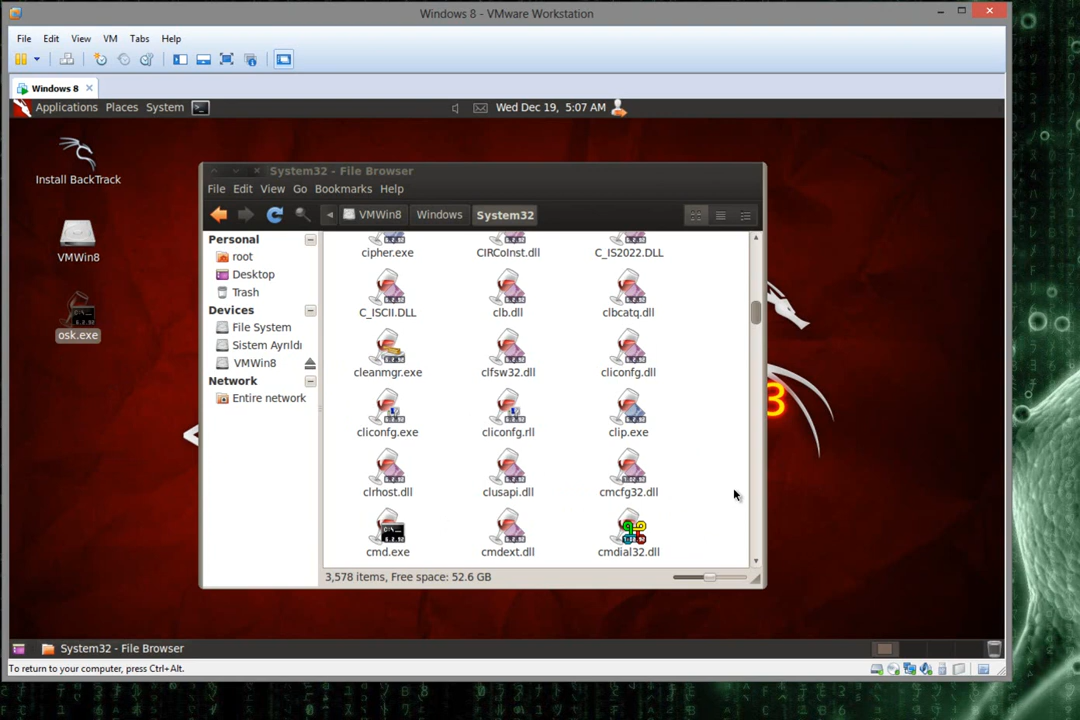 Windows 8 - VMware Workstation
File Edit View VM Tabs Help
Windows 8
Applications Places System Wed Dec 19, 5:07 AM
Install BackTrack
VMWin8
osk.exe
System32 - File Browser
File Edit View Go Bookmarks Help
VMWin8 Windows System32
Personal
root
Desktop
Trash
Devices
File System
Sistem Ayrıldı
VMWin8
Network
Entire network
cipher.exe CIRCoInst.dll C_IS2022.DLL
C_ISCII.DLL clb.dll clbcatq.dll
cleanmgr.exe clfsw32.dll cliconfg.dll
cliconfg.exe cliconfg.rll clip.exe
clrhost.dll clusapi.dll cmcfg32.dll
cmd.exe cmdext.dll cmdial32.dll
3,578 items, Free space: 52.6 GB
3
<
System32 - File Browser
To return to your computer, press Ctrl+Alt.